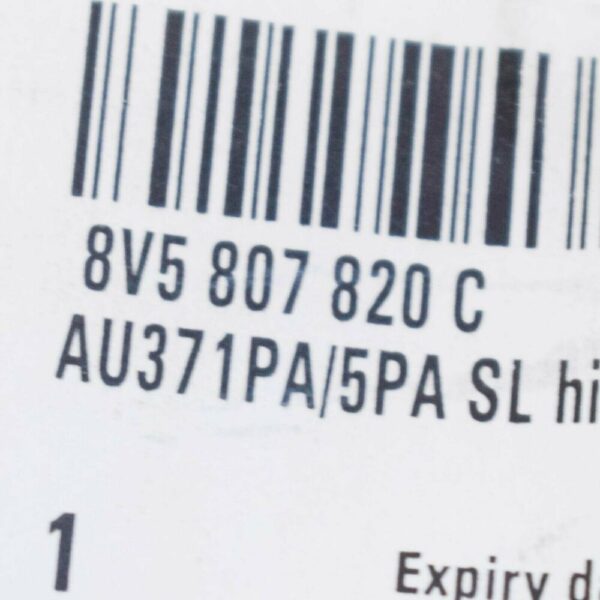 8V5 807 820 C
AU371PA/5PA SL hi
1
Expiry d